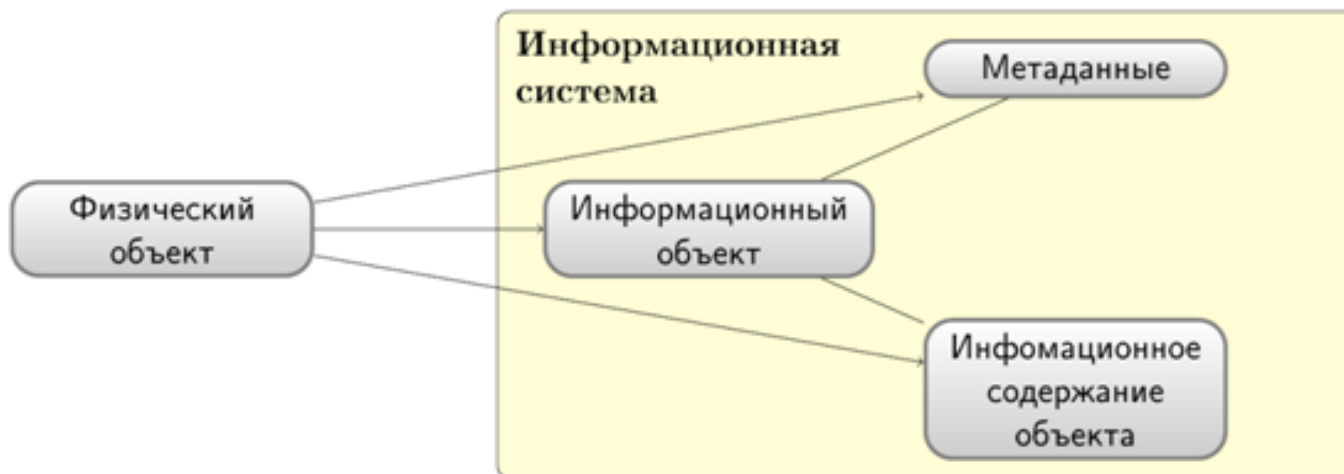 Информационная
система
Метаданные
Физический
объект
Информационный
объект
Инфомационное
содержание
объекта